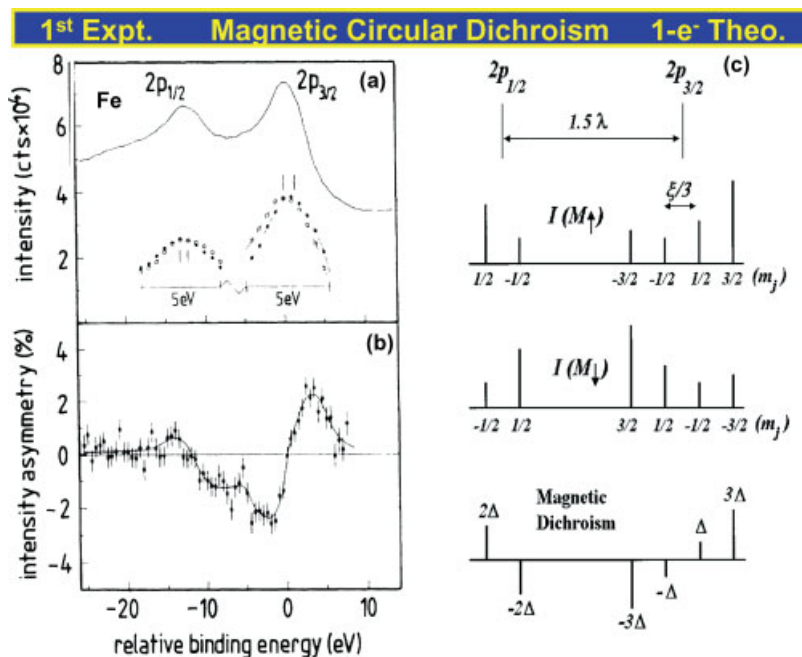 1st Expt. Magnetic Circular Dichroism 1-e- Theo.
Fe
2p1/2
2p3/2
(a)
intensity (cts×10⁴)
8
6
4
2
5eV
5eV
(b)
intensity asymmetry (%)
4
2
0
-2
-4
-20 -10 0 10
relative binding energy (eV)
(c)
2p1/2
2p3/2
1.5 λ
I (M↑)
ξ/3
1/2 -1/2 -3/2 -1/2 1/2 3/2 (mj)
I (M↓)
-1/2 1/2 3/2 1/2 -1/2 -3/2 (mj)
Magnetic
Dichroism
2Δ
-2Δ
-3Δ
-Δ
Δ
3Δ